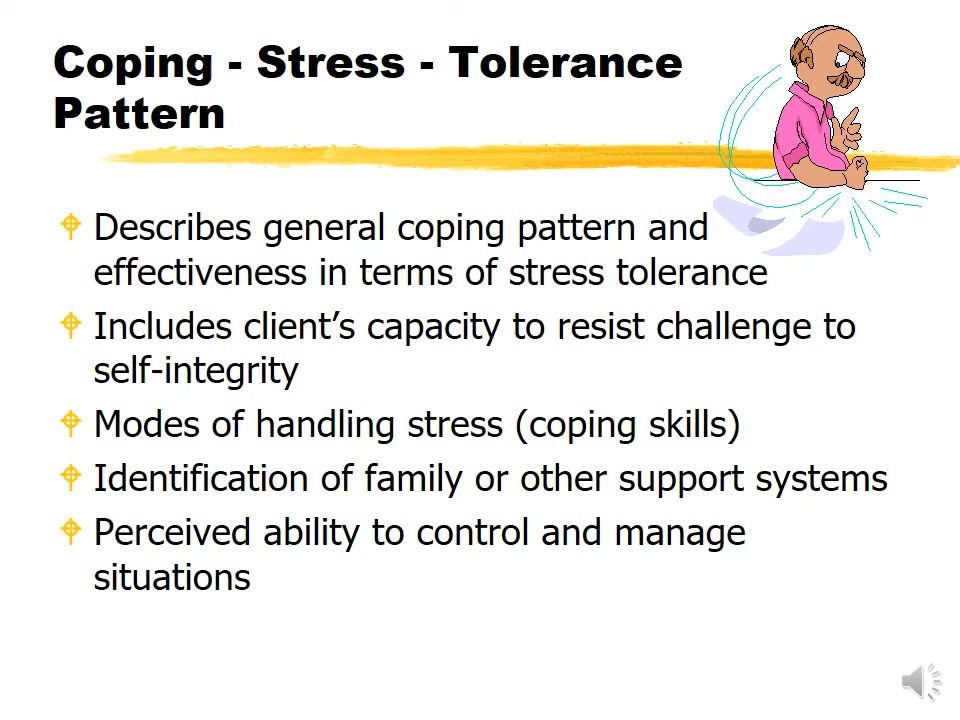 Coping - Stress - Tolerance
Pattern
Describes general coping pattern and
effectiveness in terms of stress tolerance
Includes client’s capacity to resist challenge to
self-integrity
Modes of handling stress (coping skills)
Identification of family or other support systems
Perceived ability to control and manage
situations